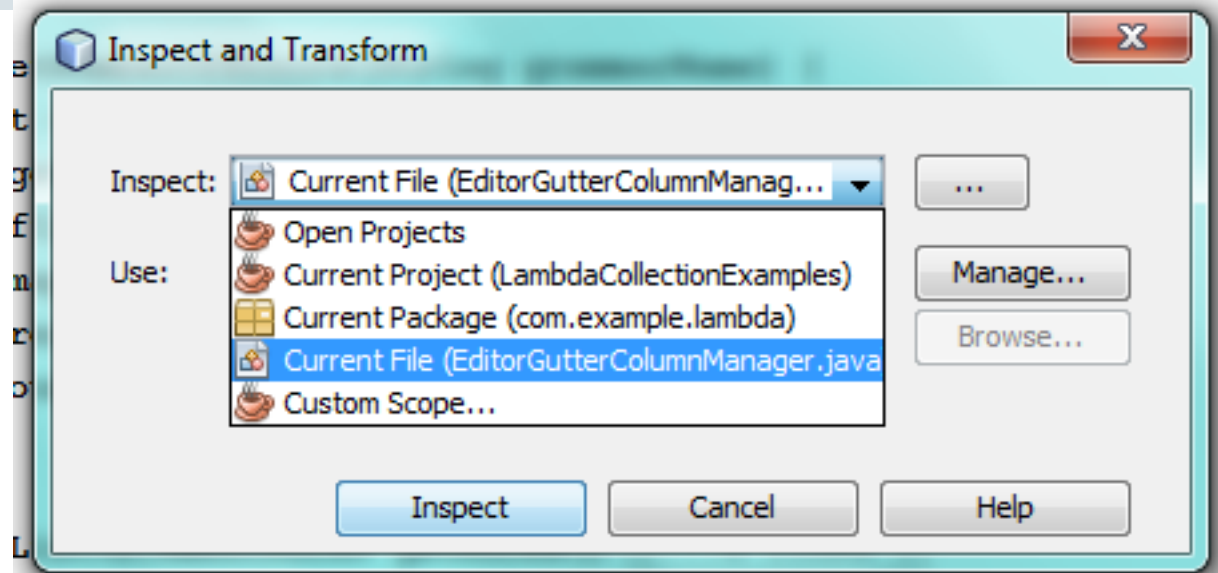 Inspect and Transform
Inspect: Current File (EditorGutterColumnManag... ...
Open Projects
Use: Current Project (LambdaCollectionExamples) Manage...
Current Package (com.example.lambda)
Current File (EditorGutterColumnManager.java Browse...
Custom Scope...
Inspect Cancel Help